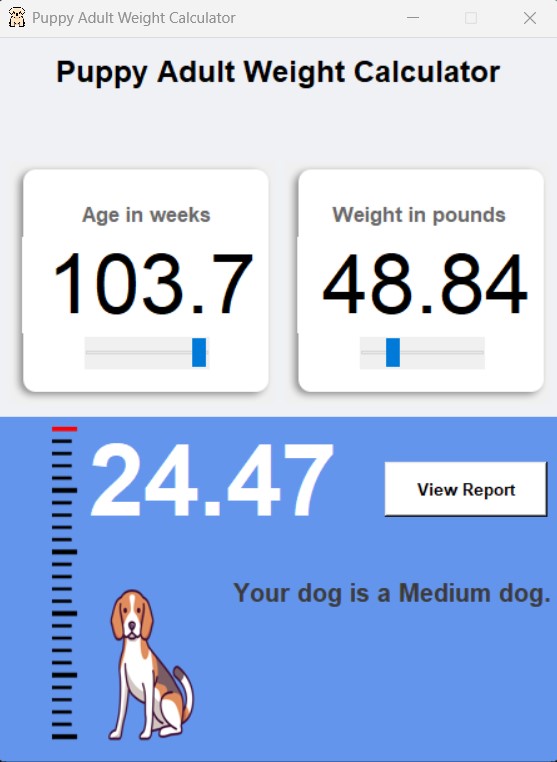 Puppy Adult Weight Calculator
Puppy Adult Weight Calculator
Age in weeks
103.7
Weight in pounds
48.84
24.47
View Report
Your dog is a Medium dog.